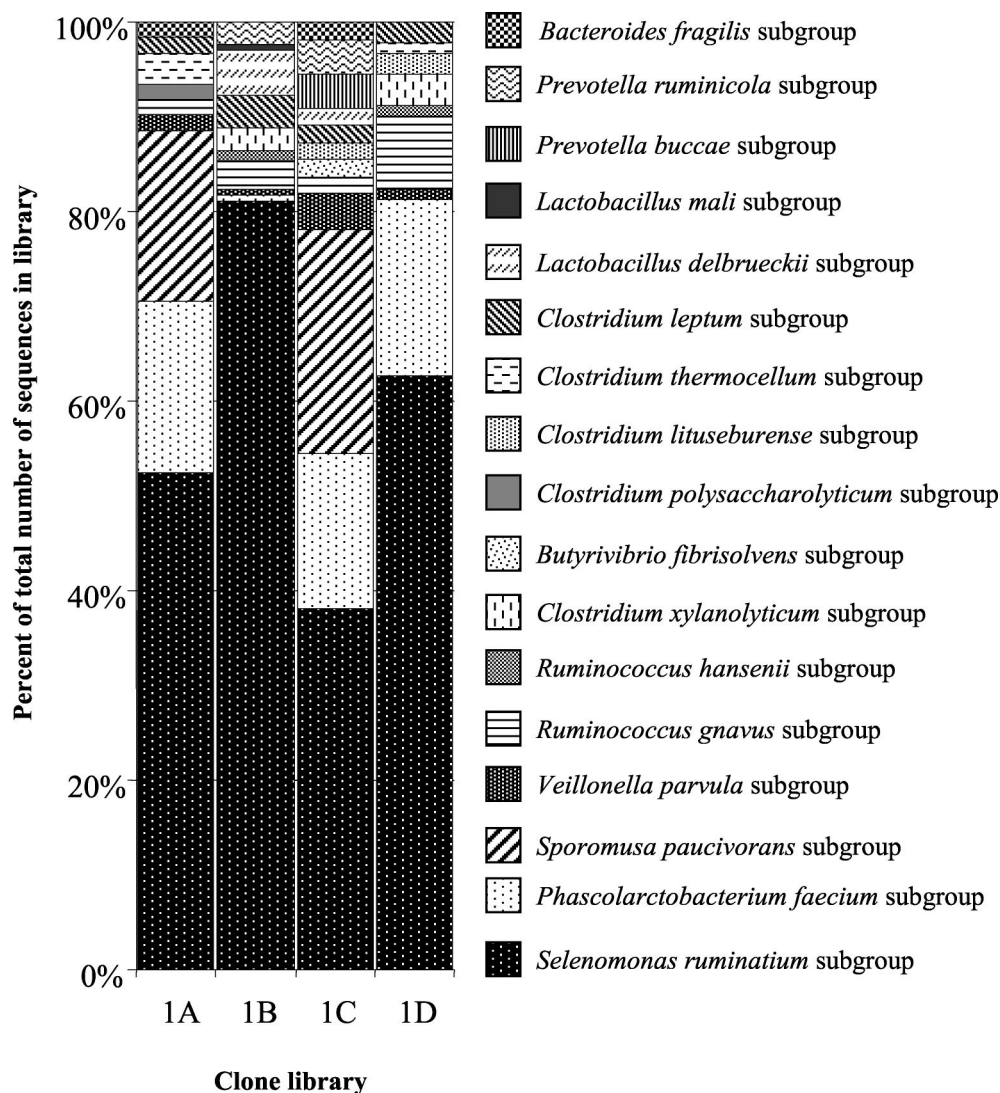 100%
80%
60%
40%
20%
0%
Percent of total number of sequences in library
1A 1B 1C 1D
Clone library
Bacteroides fragilis subgroup
Prevotella ruminicola subgroup
Prevotella buccae subgroup
Lactobacillus mali subgroup
Lactobacillus delbrueckii subgroup
Clostridium leptum subgroup
Clostridium thermocellum subgroup
Clostridium lituseburense subgroup
Clostridium polysaccharolyticum subgroup
Butyrivibrio fibrisolvens subgroup
Clostridium xylanolyticum subgroup
Ruminococcus hansenii subgroup
Ruminococcus gnavus subgroup
Veillonella parvula subgroup
Sporomusa paucivorans subgroup
Phascolarctobacterium faecium subgroup
Selenomonas ruminatium subgroup